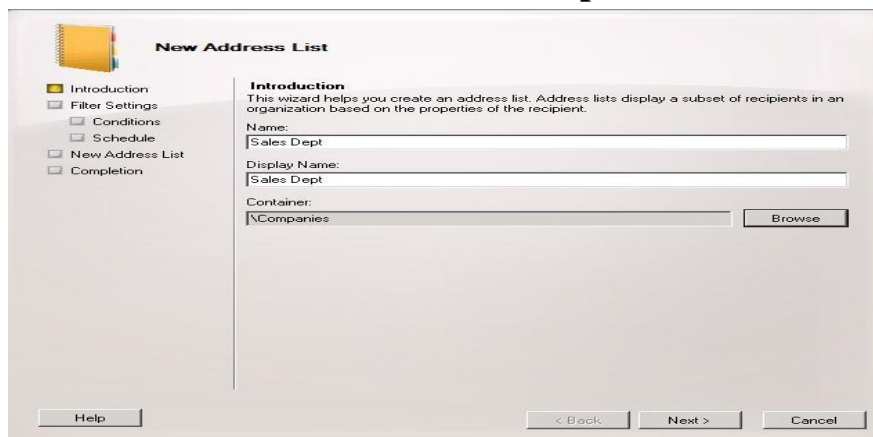 New Address List
Introduction
Filter Settings
Conditions
Schedule
New Address List
Completion
Introduction
This wizard helps you create an address list. Address lists display a subset of recipients in an
organization based on the properties of the recipient.
Name:
Sales Dept
Display Name:
Sales Dept
Container:
\Companies
Browse
Help
< Back
Next >
Cancel